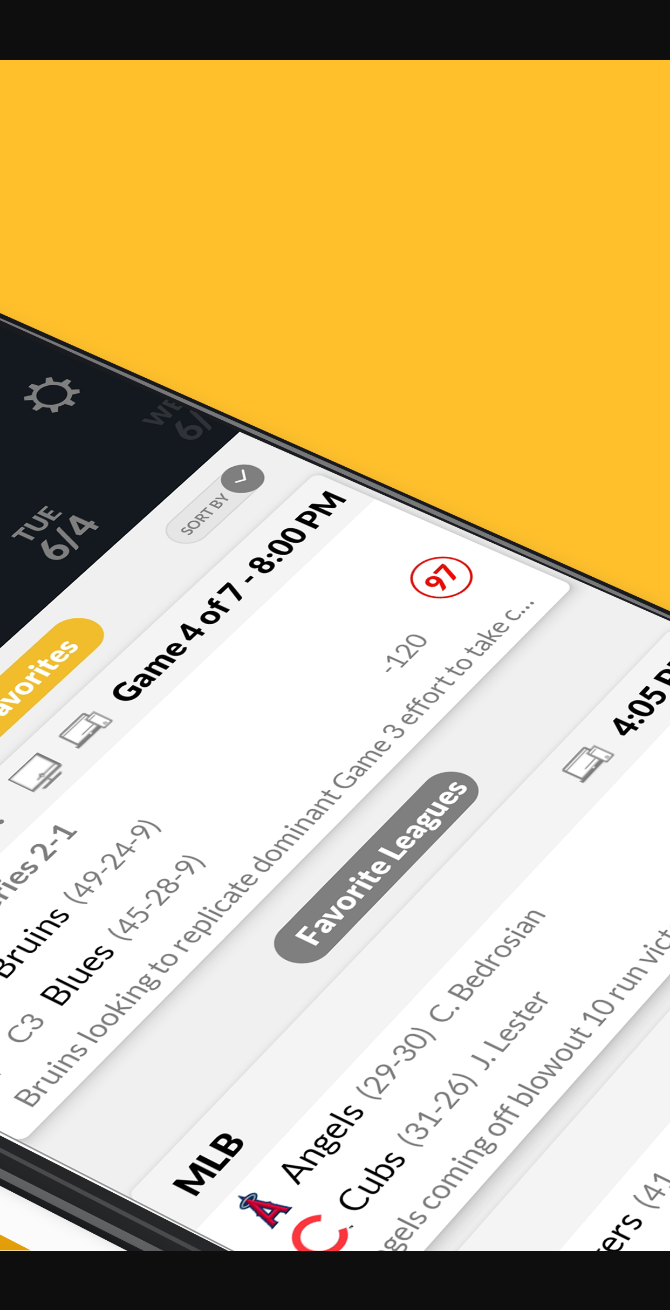 WE
6/
TUE
6/4
SORT BY
avorites
Game 4 of 7 - 8:00 PM
97
ries 2-1
Bruins (49-24-9)
-120
C3 Blues (45-28-9)
Bruins looking to replicate dominant Game 3 effort to take c...
Favorite Leagues
MLB
4:05 P
Angels (29-30) C. Bedrosian
Cubs (31-26) J. Lester
gels coming off blowout 10 run vict
ers (41